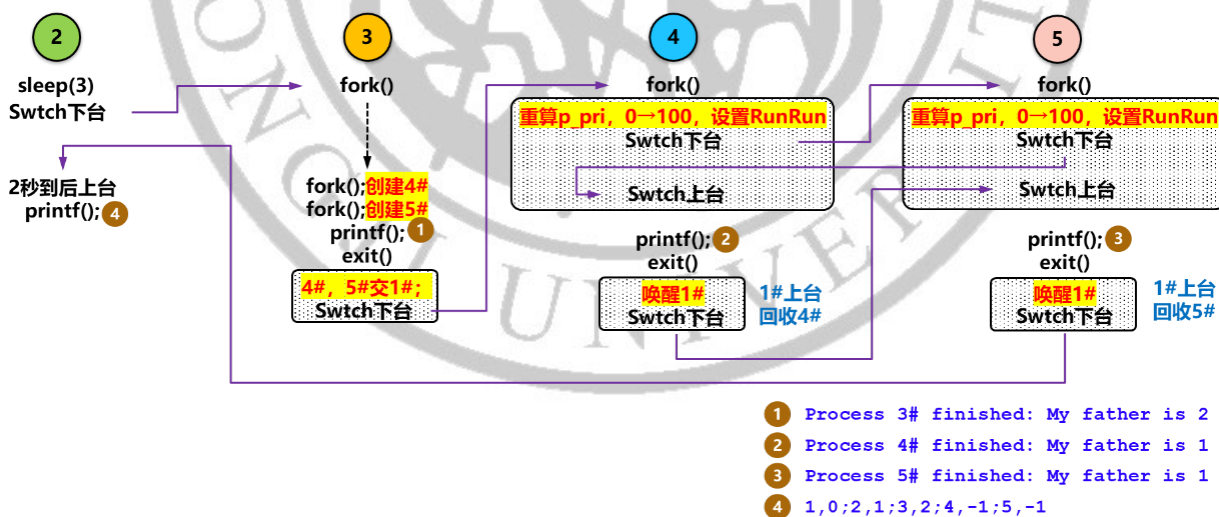 2
sleep(3)
Swtch下台
2秒到后上台
printf(); 4
3
fork()
fork();创建4#
fork();创建5#
printf(); 1
exit()
4#，5#交1#；
Swtch下台
4
fork()
重算p_pri，0→100，设置RunRun
Swtch下台
Swtch上台
printf(); 2
exit()
唤醒1#
Swtch下台
1#上台
回收4#
5
fork()
重算p_pri，0→100，设置RunRun
Swtch下台
Swtch上台
printf(); 3
exit()
唤醒1#
Swtch下台
1#上台
回收5#
1 Process 3# finished: My father is 2
2 Process 4# finished: My father is 1
3 Process 5# finished: My father is 1
4 1,0;2,1;3,2;4,-1;5,-1